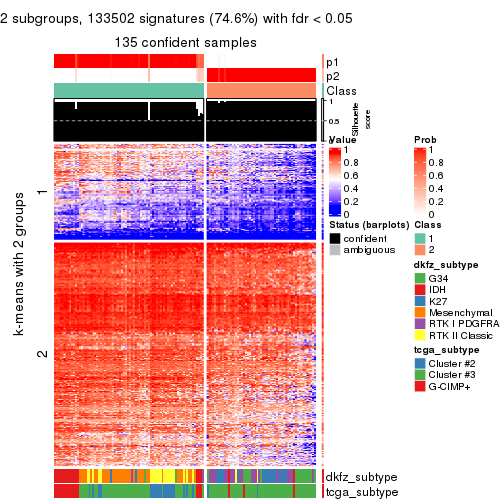 2 subgroups, 133502 signatures (74.6%) with fdr < 0.05
135 confident samples
p1
p2
Class
1
0.5
0
Silhouette score
k-means with 2 groups
1
2
Value
1
0.8
0.6
0.4
0.2
0
Prob
1
0.8
0.6
0.4
0.2
0
Status (barplots)
confident
ambiguous
Class
1
2
dkfz_subtype
G34
IDH
K27
Mesenchymal
RTK I PDGFRA
RTK II Classic
tcga_subtype
Cluster #2
Cluster #3
G-CIMP+
dkfz_subtype
tcga_subtype